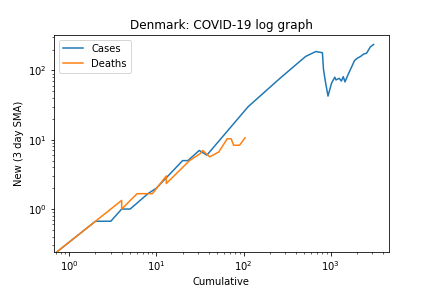 Denmark: COVID-19 log graph
Cases
Deaths
New (3 day SMA)
10²
10¹
10⁰
10⁰ 10¹ 10² 10³
Cumulative